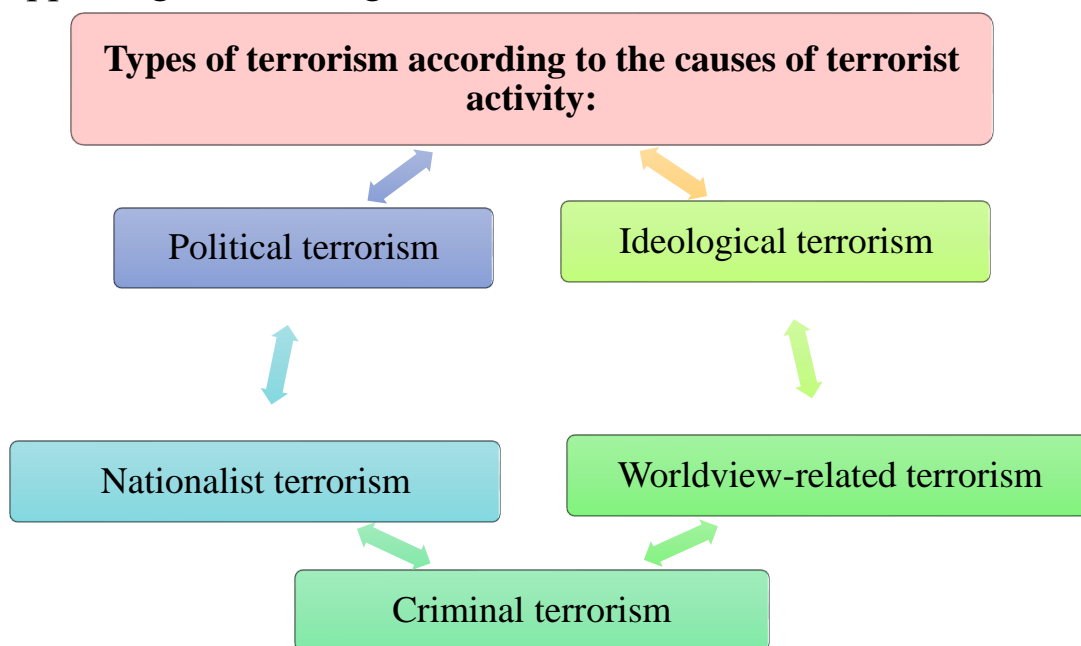 Types of terrorism according to the causes of terrorist
activity:
Political terrorism
Ideological terrorism
Nationalist terrorism
Worldview-related terrorism
Criminal terrorism